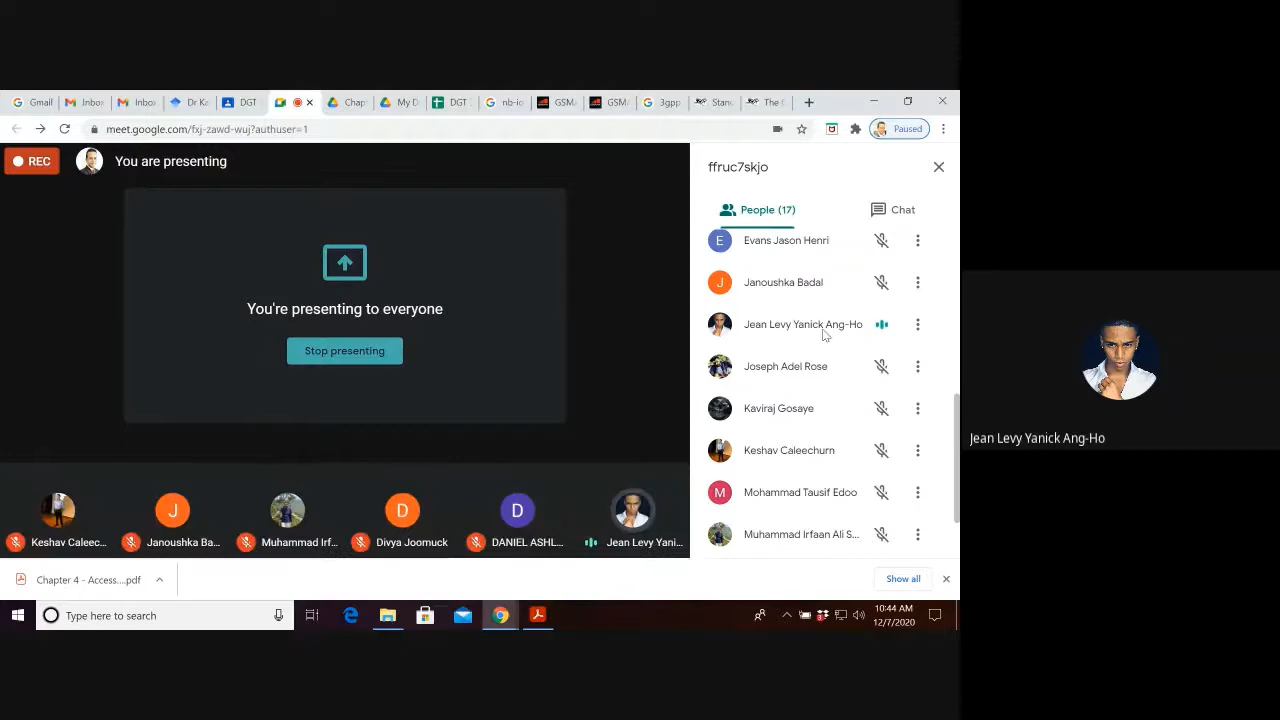 Gmail
Inbo
Inbo
Dr Ka
DGT
Chap
My D
DGT
nb-io
GSM
GSM
3gpp
Stan
The
meet.google.com/fxj-zawd-wuj?authuser=1
Paused
REC
You are presenting
ffruc7skjo
People (17)
Chat
Evans Jason Henri
Janoushka Badal
Jean Levy Yanick Ang-Ho
Joseph Adel Rose
Kaviraj Gosaye
Keshav Caleechurn
Mohammad Tausif Edoo
Muhammad Irfaan Ali S...
You're presenting to everyone
Stop presenting
Keshav Caleec...
Janoushka Ba...
Muhammad Irf...
Divya Joomuck
DANIEL ASHL...
Jean Levy Yani...
Jean Levy Yanick Ang-Ho
Chapter 4 - Access....pdf
Show all
Type here to search
10:44 AM
12/7/2020